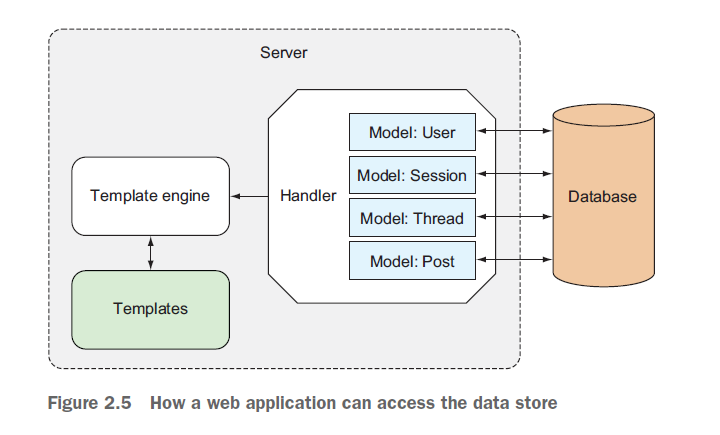 Server
Model: User
Model: Session
Template engine
Handler
Database
Model: Thread
Model: Post
Templates
Figure 2.5 How a web application can access the data store